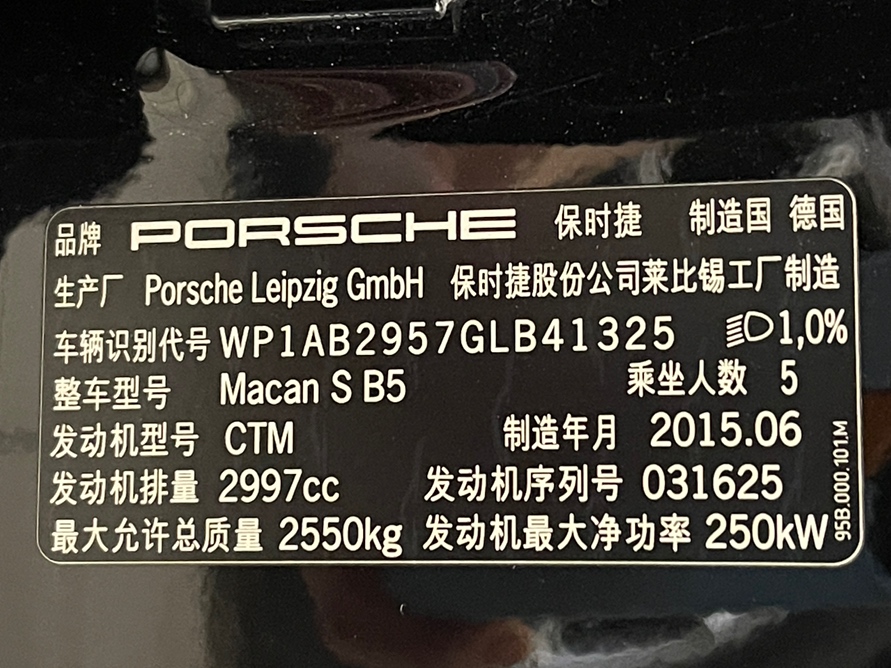 品牌 PORSCHE 保时捷 制造国 德国
生产厂 Porsche Leipzig GmbH 保时捷股份公司莱比锡工厂制造
车辆识别代号 WP1AB2957GLB41325 1,0%
整车型号 Macan S B5 乘坐人数 5
发动机型号 CTM 制造年月 2015.06
发动机排量 2997cc 发动机序列号 031625
最大允许总质量 2550kg 发动机最大净功率 250kW
95B.000.101.M